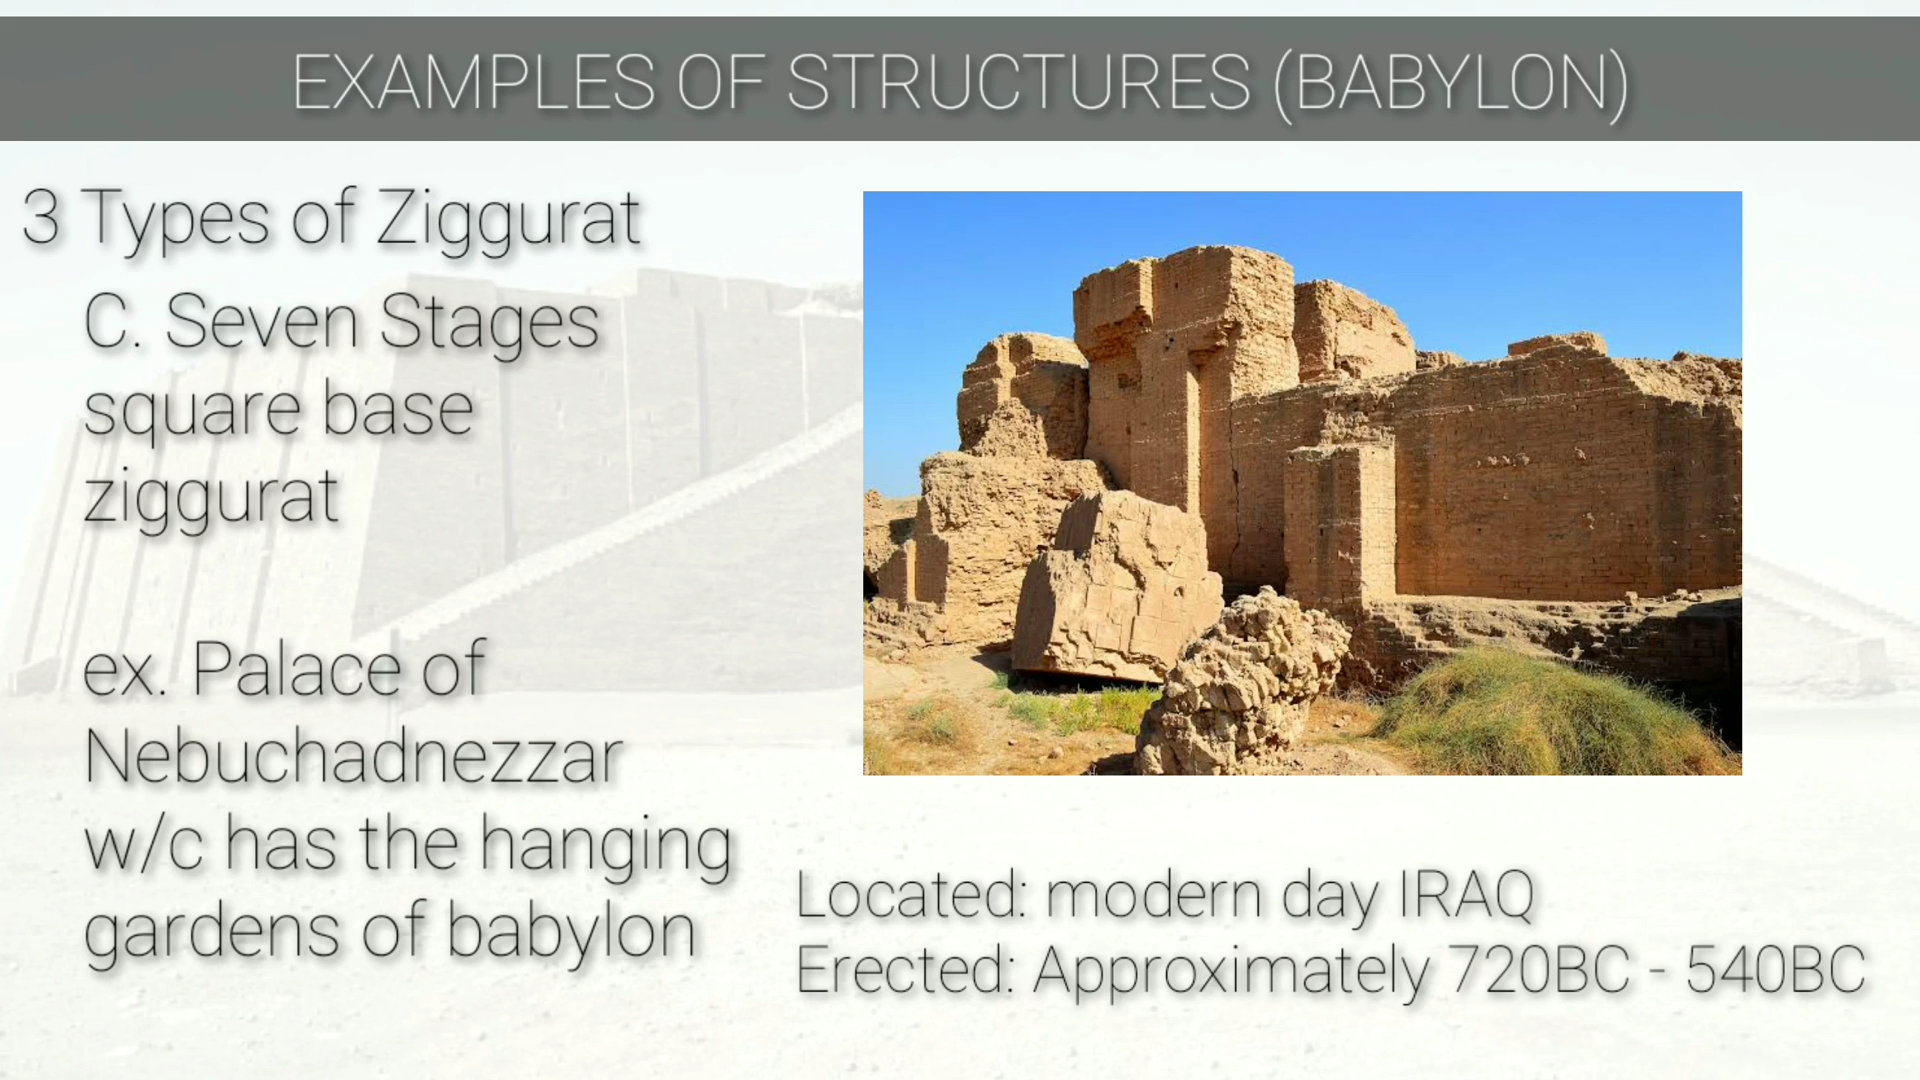 EXAMPLES OF STRUCTURES (BABYLON)
3 Types of Ziggurat
C. Seven Stages
square base
ziggurat
ex. Palace of
Nebuchadnezzar
w/c has the hanging
gardens of babylon
Located: modern day IRAQ
Erected: Approximately 720BC - 540BC